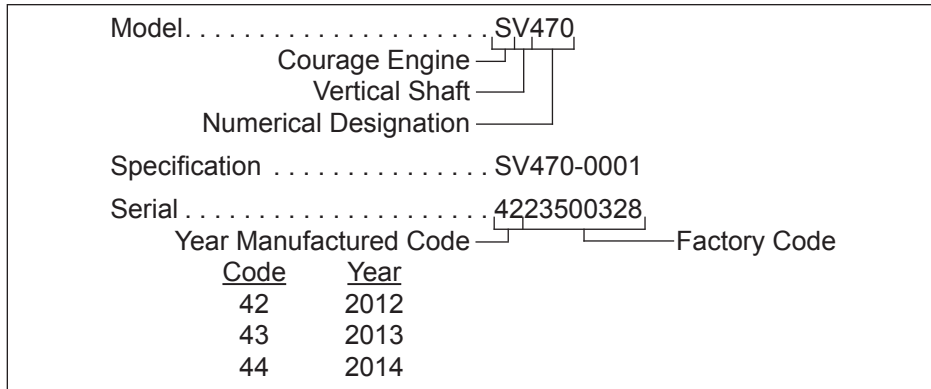 Model. . . . . . . . . . . . . . . . . . . . . SV470
Courage Engine
Vertical Shaft
Numerical Designation
Specification . . . . . . . . . . . . . . . SV470-0001
Serial . . . . . . . . . . . . . . . . . . . . . 4223500328
Year Manufactured Code Factory Code
Code Year
42 2012
43 2013
44 2014